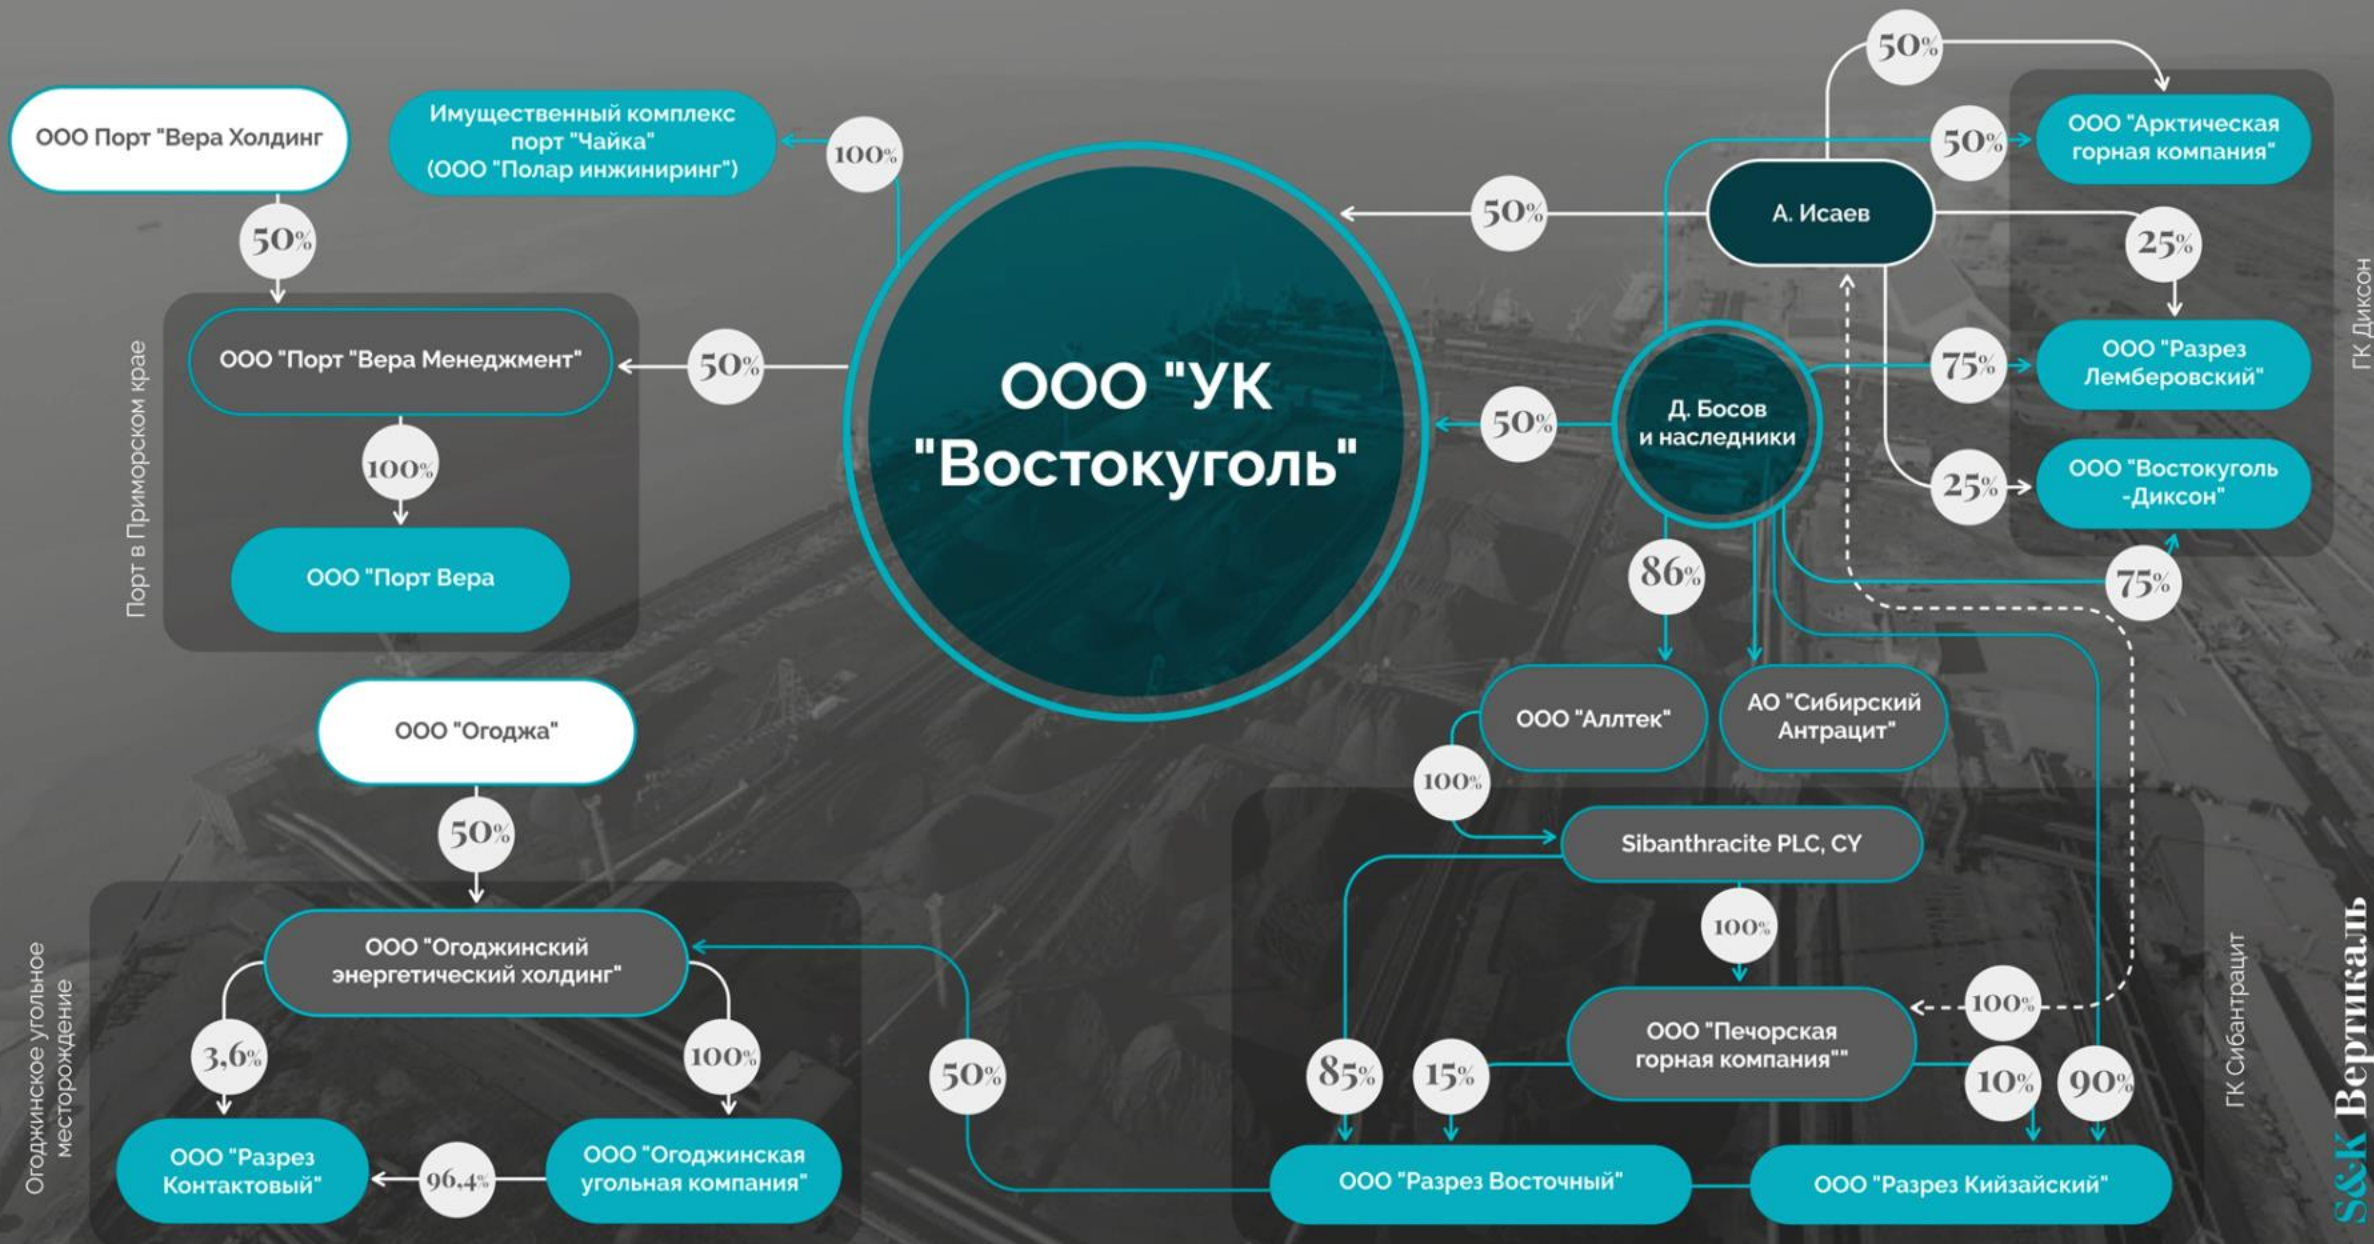 50%
ООО Порт "Вера Холдинг
Имущественный комплекс
порт "Чайка"
(ООО "Полар инжиниринг")
100%
50%
ООО "Арктическая
горная компания"
50%
А. Исаев
50%
25%
ГК Диксон
Порт в Приморском крае
ООО "Порт "Вера Менеджмент"
50%
ООО "УК
"Востокуголь"
50%
Д. Босов
и наследники
75%
ООО "Разрез
Лемберовский"
100%
25%
ООО "Востокуголь
-Диксон"
ООО "Порт Вера
86%
75%
ООО "Огоджа"
ООО "Аллтек"
АО "Сибирский
Антрацит"
50%
100%
Sibanthracite PLC, CY
100%
Огоджинское угольное
месторождение
ООО "Огоджинский
энергетический холдинг"
100%
ООО "Печорская
горная компания""
ГК Сибантрацит
3,6%
100%
50%
85%
15%
10%
90%
ООО "Разрез
Контактовый"
96,4%
ООО "Огоджинская
угольная компания"
ООО "Разрез Восточный"
ООО "Разрез Кийзайский"
S&K Вертикаль